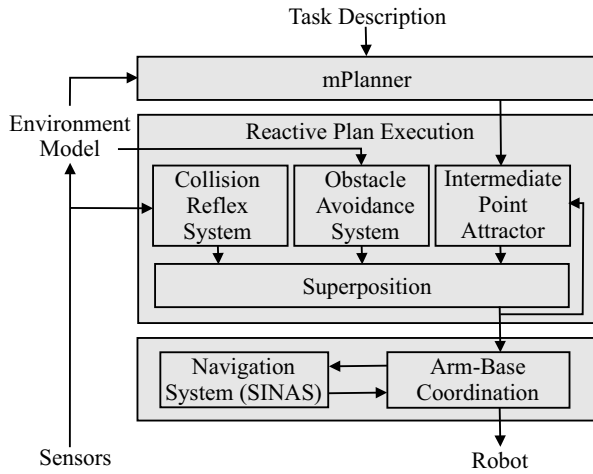 Task Description
mPlanner
Environment
Model
Reactive Plan Execution
Collision
Reflex
System
Obstacle
Avoidance
System
Intermediate
Point
Attractor
Superposition
Navigation
System (SINAS)
Arm-Base
Coordination
Sensors
Robot